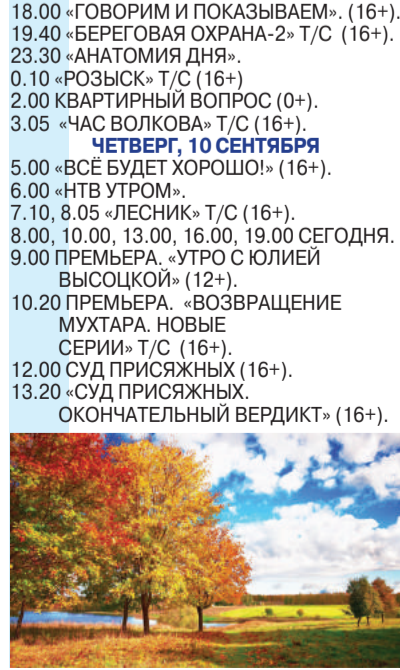 18.00 «ГОВОРИМ И ПОКАЗЫВАЕМ». (16+).
19.40 «БЕРЕГОВАЯ ОХРАНА-2» Т/С (16+).
23.30 «АНАТОМИЯ ДНЯ».
0.10 «РОЗЫСК» Т/С (16+)
2.00 КВАРТИРНЫЙ ВОПРОС (0+).
3.05 «ЧАС ВОЛКОВА» Т/С (16+).
ЧЕТВЕРГ, 10 СЕНТЯБРЯ
5.00 «ВСЁ БУДЕТ ХОРОШО!» (16+).
6.00 «НТВ УТРОМ».
7.10, 8.05 «ЛЕСНИК» Т/С (16+).
8.00, 10.00, 13.00, 16.00, 19.00 СЕГОДНЯ.
9.00 ПРЕМЬЕРА. «УТРО С ЮЛИЕЙ
ВЫСОЦКОЙ» (12+).
10.20 ПРЕМЬЕРА. «ВОЗВРАЩЕНИЕ
МУХТАРА. НОВЫЕ
СЕРИИ» Т/С (16+).
12.00 СУД ПРИСЯЖНЫХ (16+).
13.20 «СУД ПРИСЯЖНЫХ.
ОКОНЧАТЕЛЬНЫЙ ВЕРДИКТ» (16+).